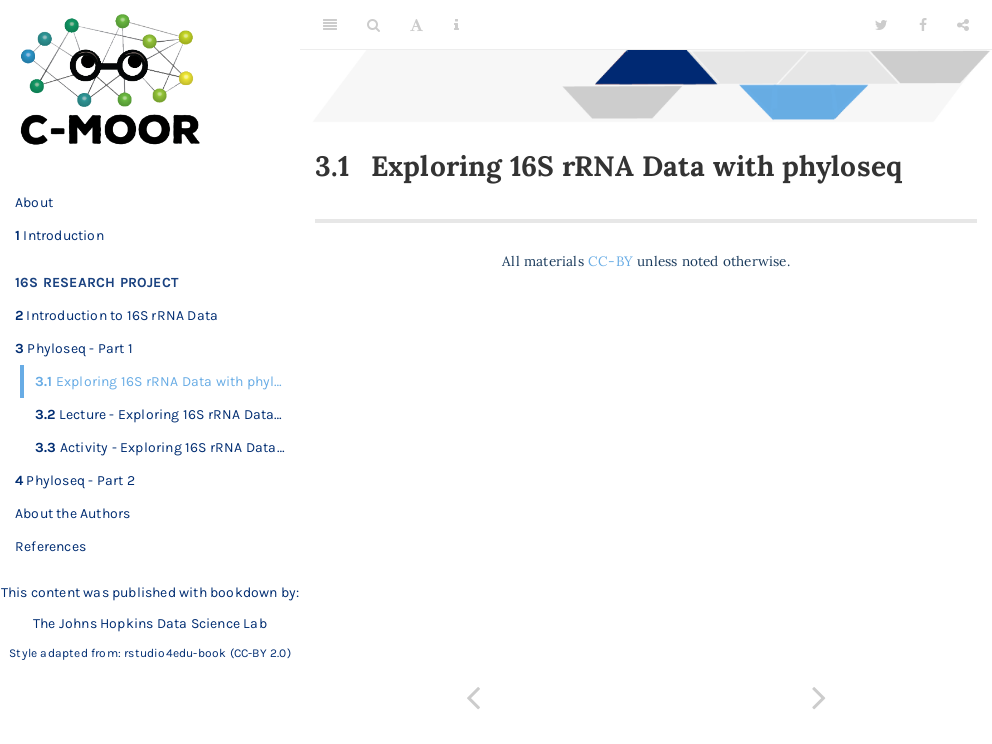 C-MOOR
About
1 Introduction
16S RESEARCH PROJECT
2 Introduction to 16S rRNA Data
3 Phyloseq - Part 1
3.1 Exploring 16S rRNA Data with phyl…
3.2 Lecture - Exploring 16S rRNA Data…
3.3 Activity - Exploring 16S rRNA Data…
4 Phyloseq - Part 2
About the Authors
References
This content was published with bookdown by:
The Johns Hopkins Data Science Lab
Style adapted from: rstudio4edu-book (CC-BY 2.0)
A
3.1 Exploring 16S rRNA Data with phyloseq
All materials CC-BY unless noted otherwise.